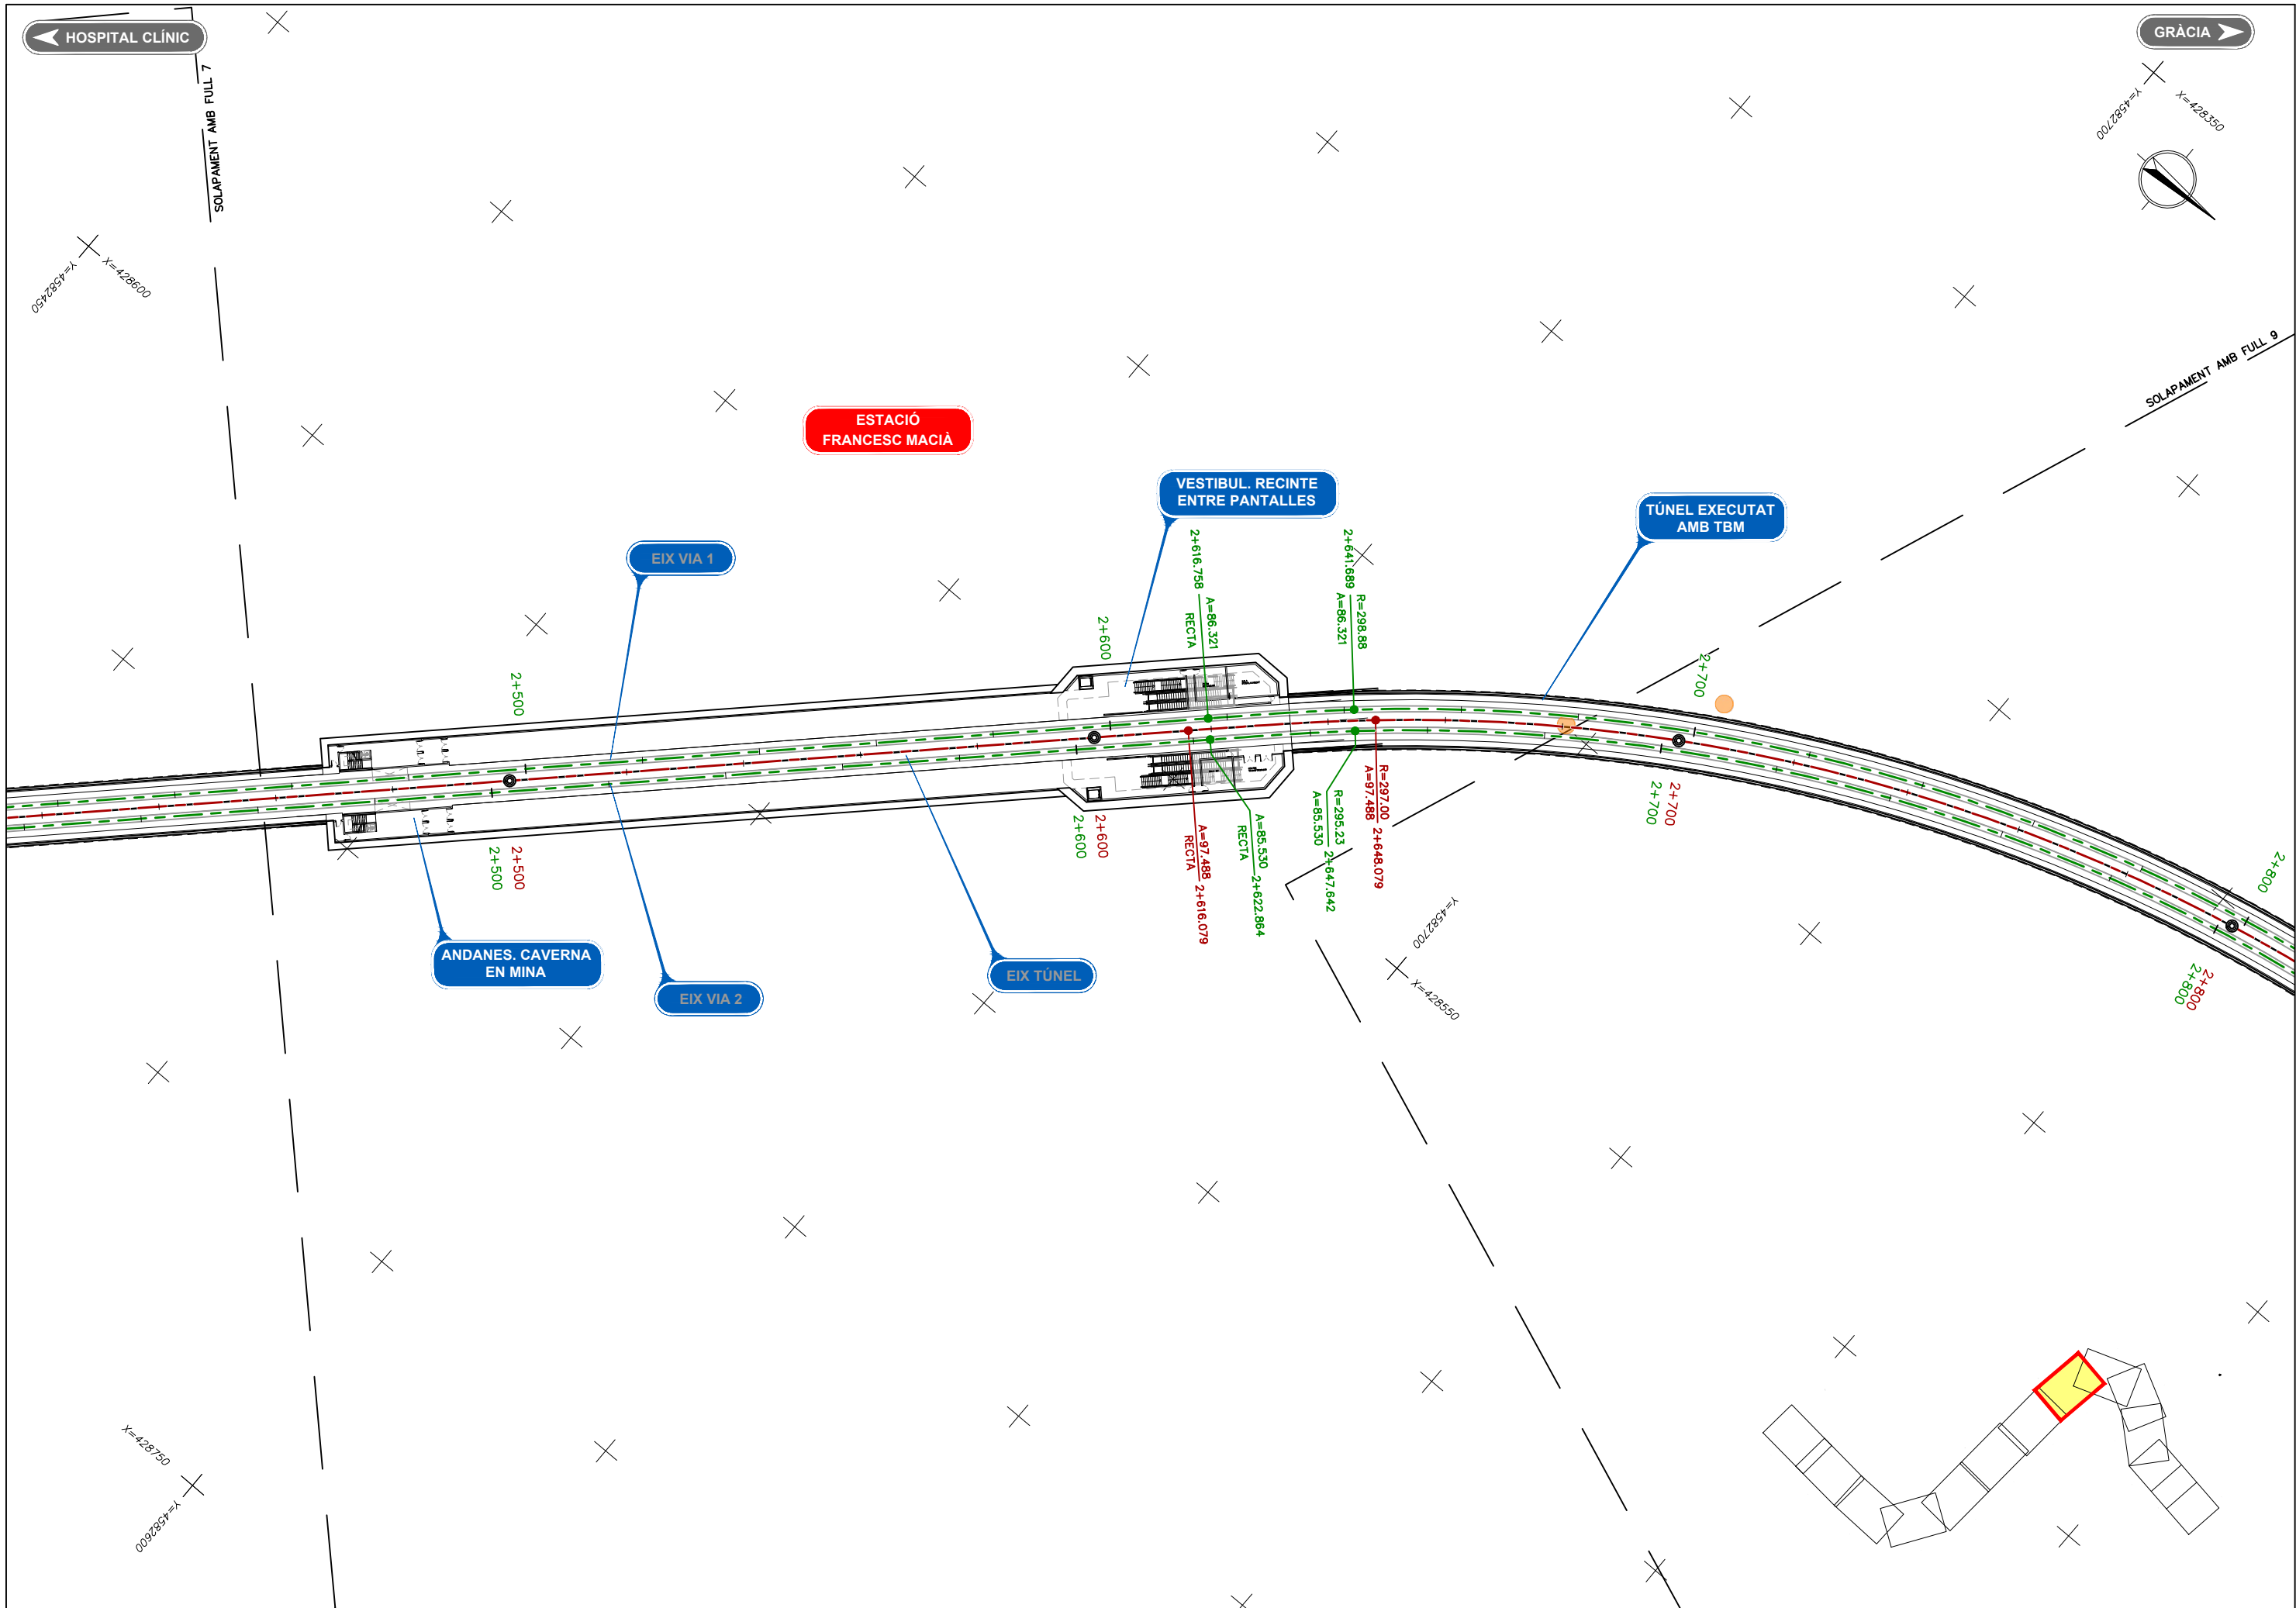 HOSPITAL CLÍNIC
GRÀCIA
SOLAPAMENT AMB FULL 7
X=428350
Y=4582700
X=428600
Y=4582450
SOLAPAMENT AMB FULL 9
ESTACIÓ
FRANCESC MACIÀ
VESTIBUL. RECINTE
ENTRE PANTALLES
TÚNEL EXECUTAT
AMB TBM
EIX VIA 1
2+616.758
A=86.321
RECTA
2+641.689
R=298.88
A=86.321
2+500
2+600
2+700
2+500
2+500
2+600
2+600
A=97.488
RECTA
2+616.079
A=85.530
RECTA
2+622.864
R=295.23
A=85.530
2+647.642
R=297.00
A=97.488
2+648.079
2+700
2+700
2+800
2+800
2+800
ANDANES. CAVERNA
EN MINA
EIX VIA 2
EIX TÚNEL
Y=4582700
X=428550
X=428750
Y=4582600